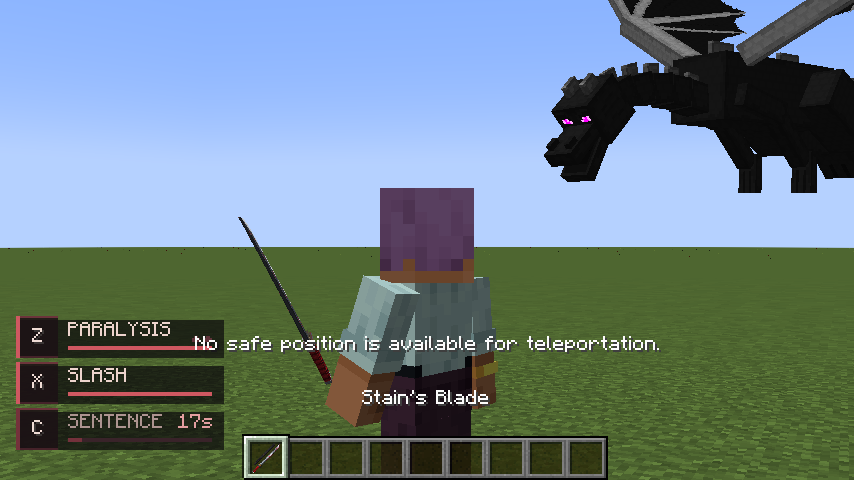 Z PARALYSIS
No safe position is available for teleportation.
X SLASH
Stain's Blade
C SENTENCE 17s